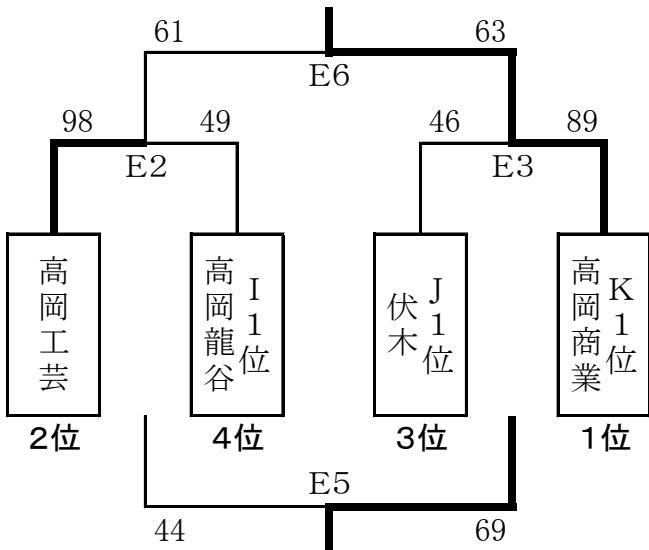 61 63
E6
98 49 46 89
E2 E3
高岡工芸
I1位
高岡龍谷
J1位
伏木
K1位
高岡商業
2位 4位 3位 1位
E5
44 69